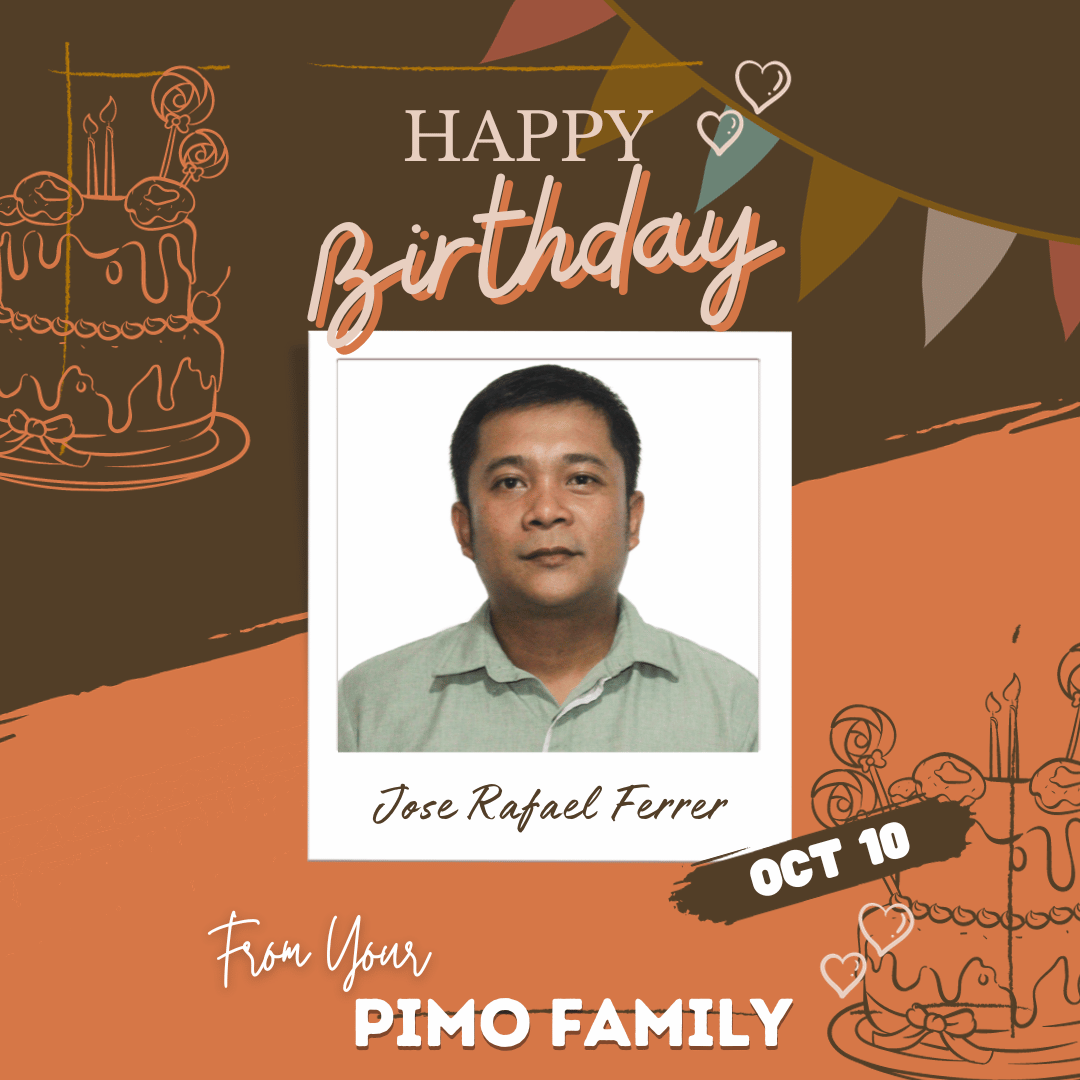 HAPPY
Birthday
Jose Rafael Ferrer
OCT 10
From Your
PIMO FAMILY